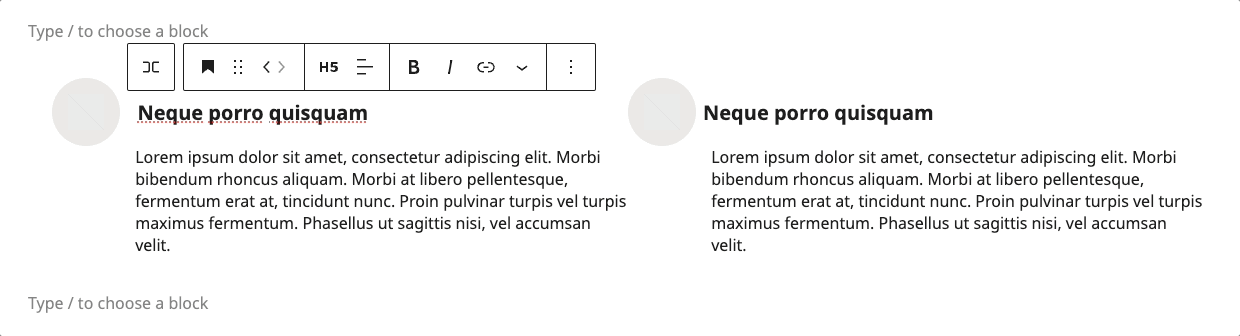 Type / to choose a block
H5 B I
Neque porro quisquam
Lorem ipsum dolor sit amet, consectetur adipiscing elit. Morbi
bibendum rhoncus aliquam. Morbi at libero pellentesque,
fermentum erat at, tincidunt nunc. Proin pulvinar turpis vel turpis
maximus fermentum. Phasellus ut sagittis nisi, vel accumsan
velit.
Neque porro quisquam
Lorem ipsum dolor sit amet, consectetur adipiscing elit. Morbi
bibendum rhoncus aliquam. Morbi at libero pellentesque,
fermentum erat at, tincidunt nunc. Proin pulvinar turpis vel turpis
maximus fermentum. Phasellus ut sagittis nisi, vel accumsan
velit.
Type / to choose a block